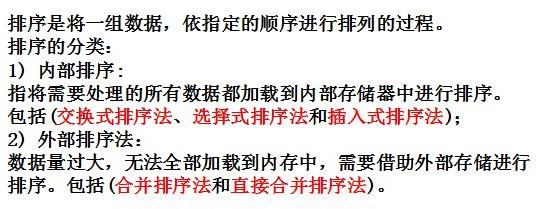 排序是将一组数据，依指定的顺序进行排列的过程。
排序的分类：
1) 内部排序:
指将需要处理的所有数据都加载到内部存储器中进行排序。
包括(交换式排序法、选择式排序法和插入式排序法);
2) 外部排序法：
数据量过大，无法全部加载到内存中，需要借助外部存储进行
排序。包括(合并排序法和直接合并排序法)。